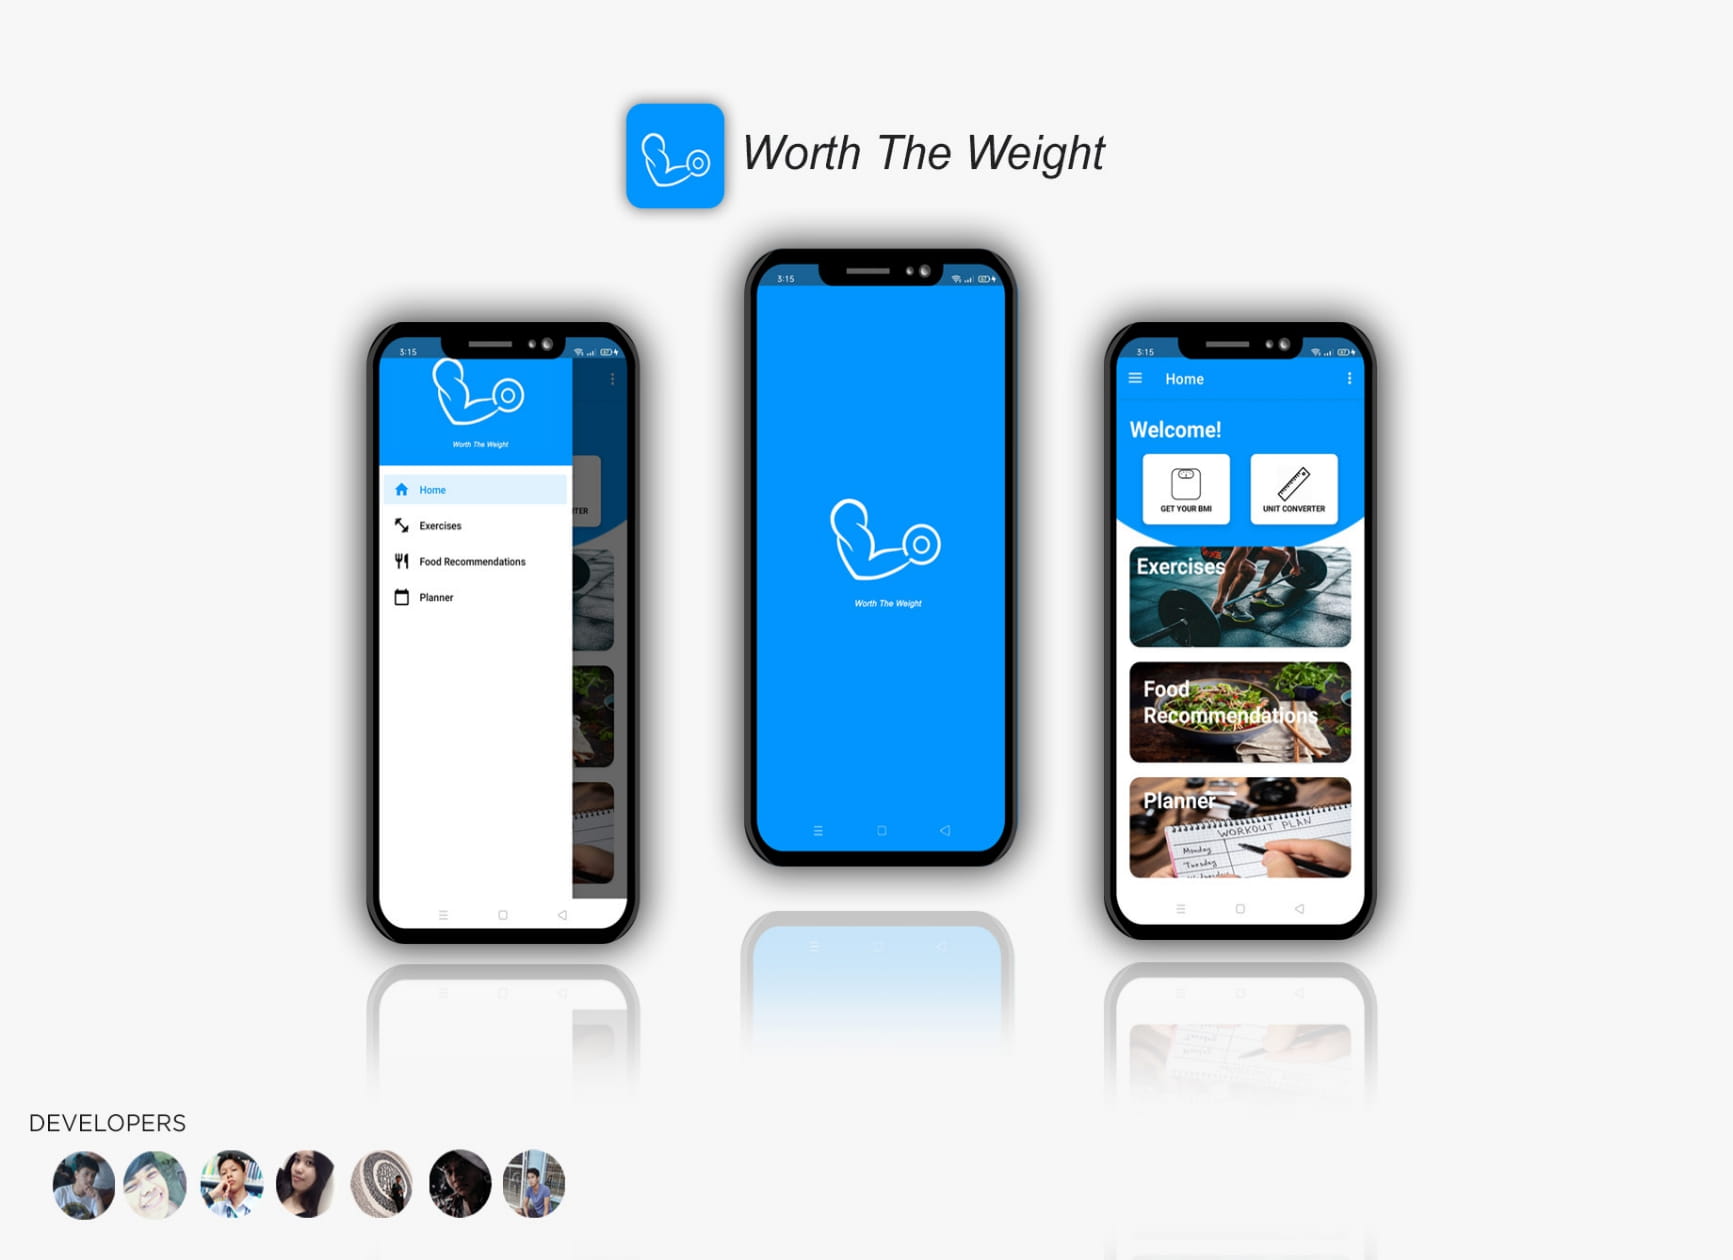 Worth The Weight
3:15
Worth The Weight
Home
Exercises
Food Recommendations
Planner
TER
3:15
Worth The Weight
3:15
Home
Welcome!
GET YOUR BMI
UNIT CONVERTER
Exercises
Food
Recommendations
Planner
WORKOUT PLAN
Monday
Tuesday
DEVELOPERS